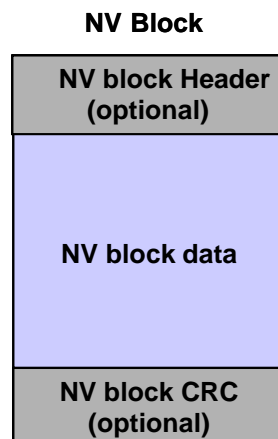 NV Block
NV block Header
(optional)
NV block data
NV block CRC
(optional)